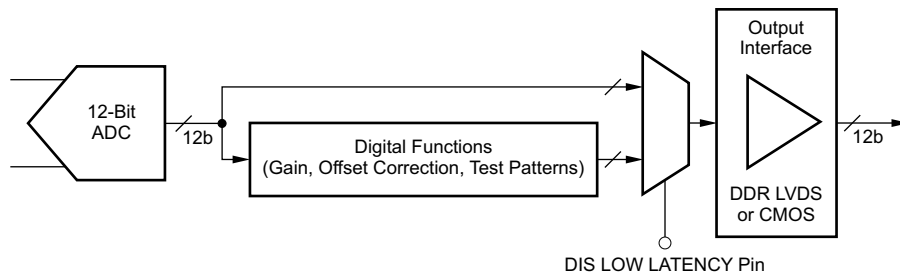 12-Bit
ADC
12b
Digital Functions
(Gain, Offset Correction, Test Patterns)
DIS LOW LATENCY Pin
Output
Interface
DDR LVDS
or CMOS
12b